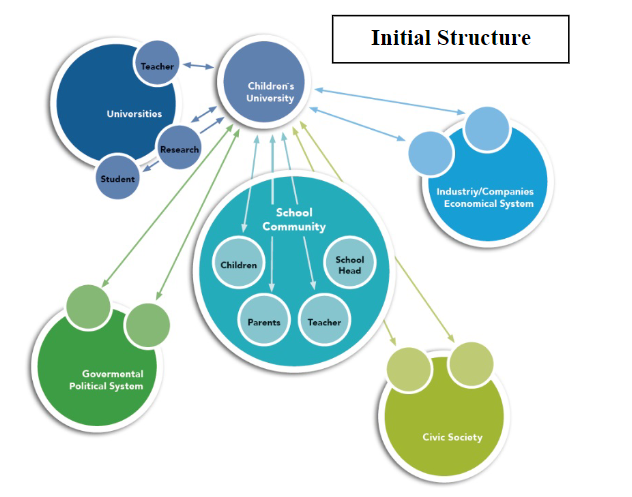 Initial Structure
Teacher
Children's
University
Universities
Research
Student
Industriy/Companies
Economical System
School
Community
Children
School
Head
Parents
Teacher
Govermental
Political System
Civic Society